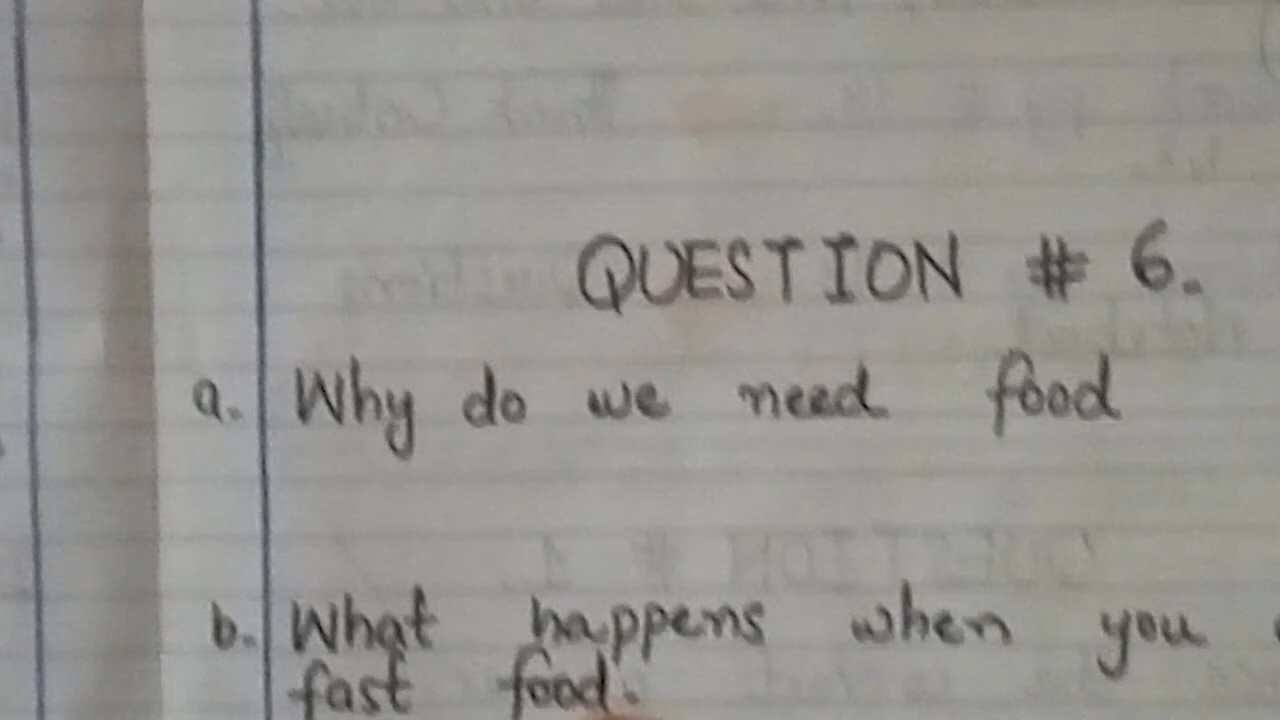 QUESTION # 6.
a. Why do we need food
b. What happens when you
fast food.